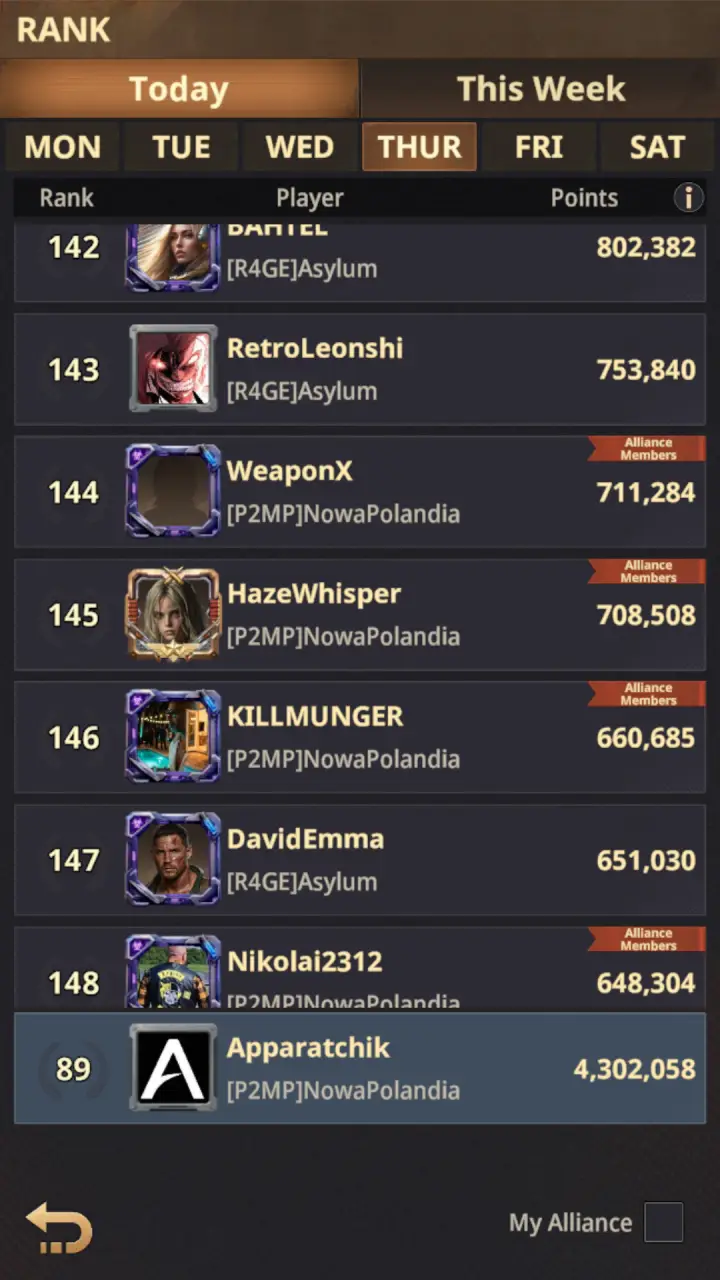 RANK
Today
This Week
MON
TUE
WED
THUR
FRI
SAT
Rank
Player
Points
142
BAHTEL
802,382
[R4GE]Asylum
143
RetroLeonshi
753,840
[R4GE]Asylum
Alliance
Members
144
WeaponX
711,284
[P2MP]NowaPolandia
Alliance
Members
145
HazeWhisper
708,508
[P2MP]NowaPolandia
Alliance
Members
146
KILLMUNGER
660,685
[P2MP]NowaPolandia
147
DavidEmma
651,030
[R4GE]Asylum
Alliance
Members
148
Nikolai2312
648,304
[P2MP]NowaPolandia
89
Apparatchik
4,302,058
[P2MP]NowaPolandia
My Alliance